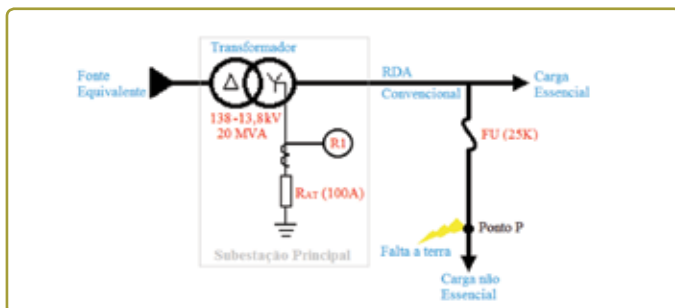 Transformador
Fonte
Equivalente
Δ
RDA
Convencional
Carga
Essencial
138-13,8kV
20 MVA
R1
FU (25K)
RAT (100A)
Ponto P
Falta a terra
Subestação Principal
Carga não
Essencial